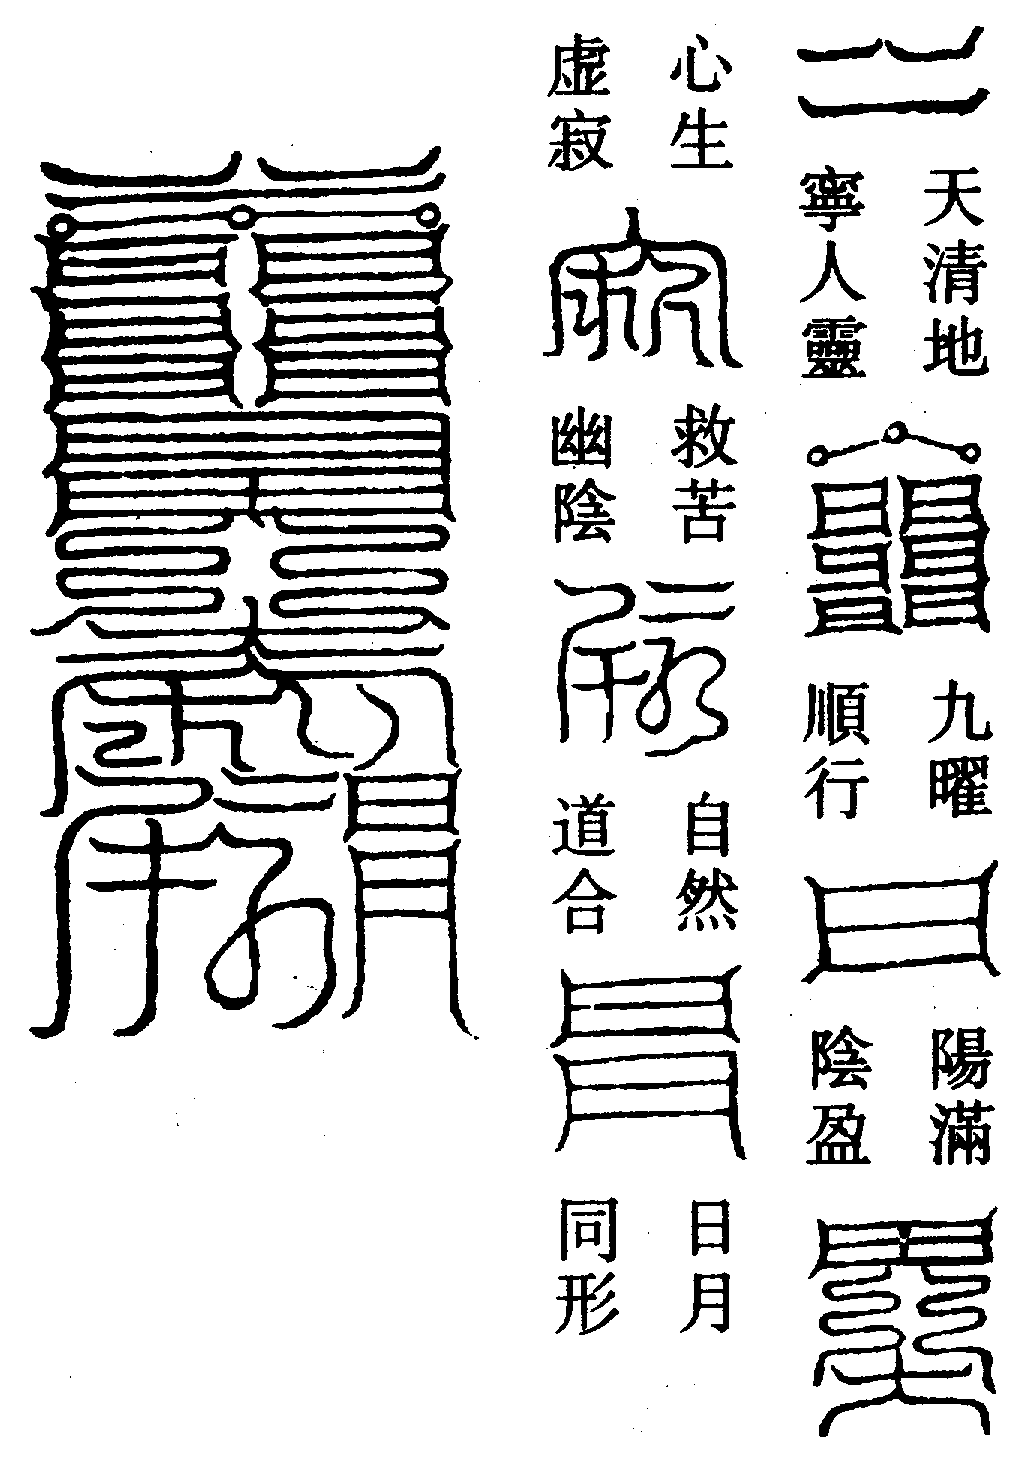 天清地
寧人靈
九曜
順行
陽滿
陰盈
心生
虚寂
救苦
幽陰
自然
道合
日月
同形